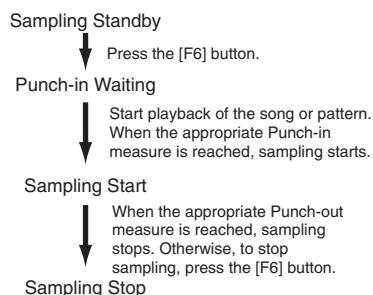 Sampling Standby
Press the [F6] button.
Punch-in Waiting
Start playback of the song or pattern.
When the appropriate Punch-in
measure is reached, sampling starts.
Sampling Start
When the appropriate Punch-out
measure is reached, sampling
stops. Otherwise, to stop
sampling, press the [F6] button.
Sampling Stop